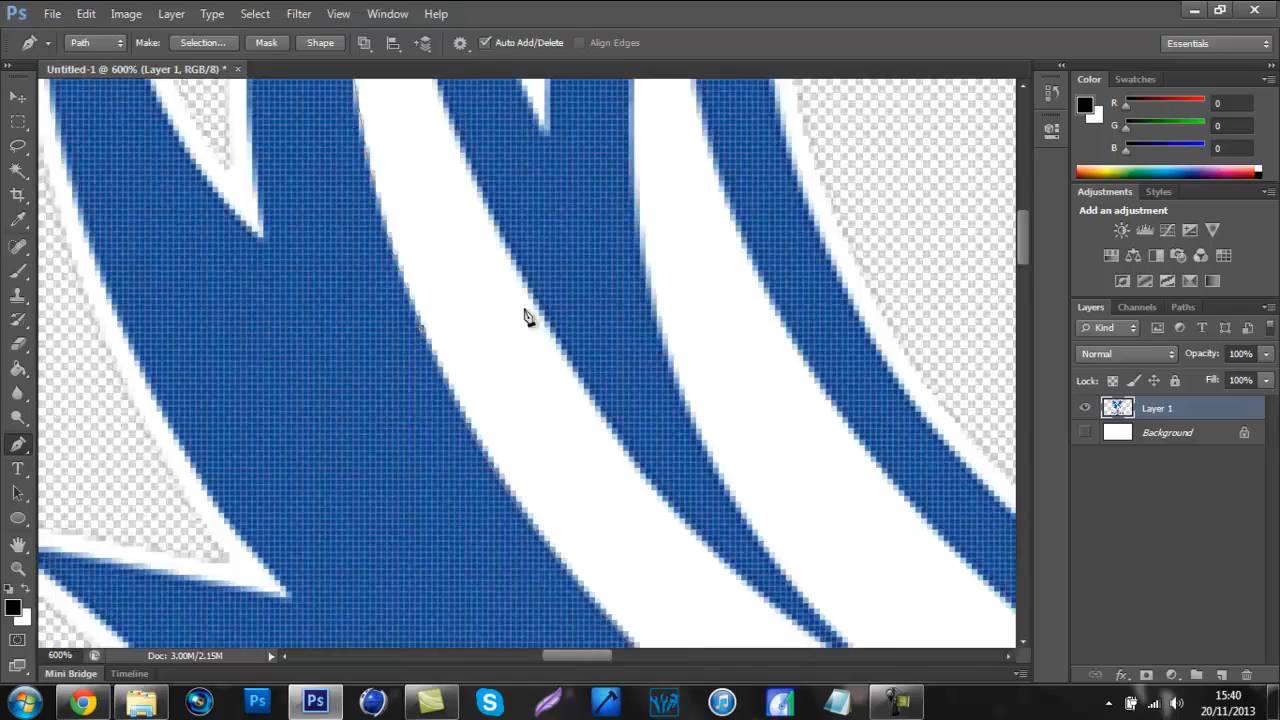 Ps File Edit Image Layer Type Select Filter View Window Help
Path Make: Selection... Mask Shape Auto Add/Delete Align Edges Essentials
Untitled-1 @ 600% (Layer 1, RGB/8) * ×
Color Swatches
R 0
G 0
B 0
Adjustments Styles
Add an adjustment
Layers Channels Paths
Kind
Normal Opacity: 100%
Lock: Fill: 100%
Layer 1
Background
T
600% Doc: 3.00M/2.15M
Mini Bridge Timeline
Ps Ps S
15:40
20/11/2013